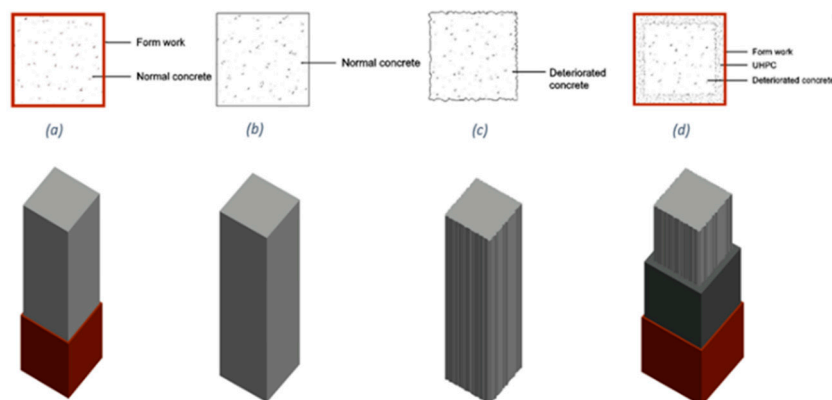 Form work
Normal concrete
(a)
Normal concrete
(b)
Deteriorated
concrete
(c)
Form work
UHPC
Deteriorated concrete
(d)